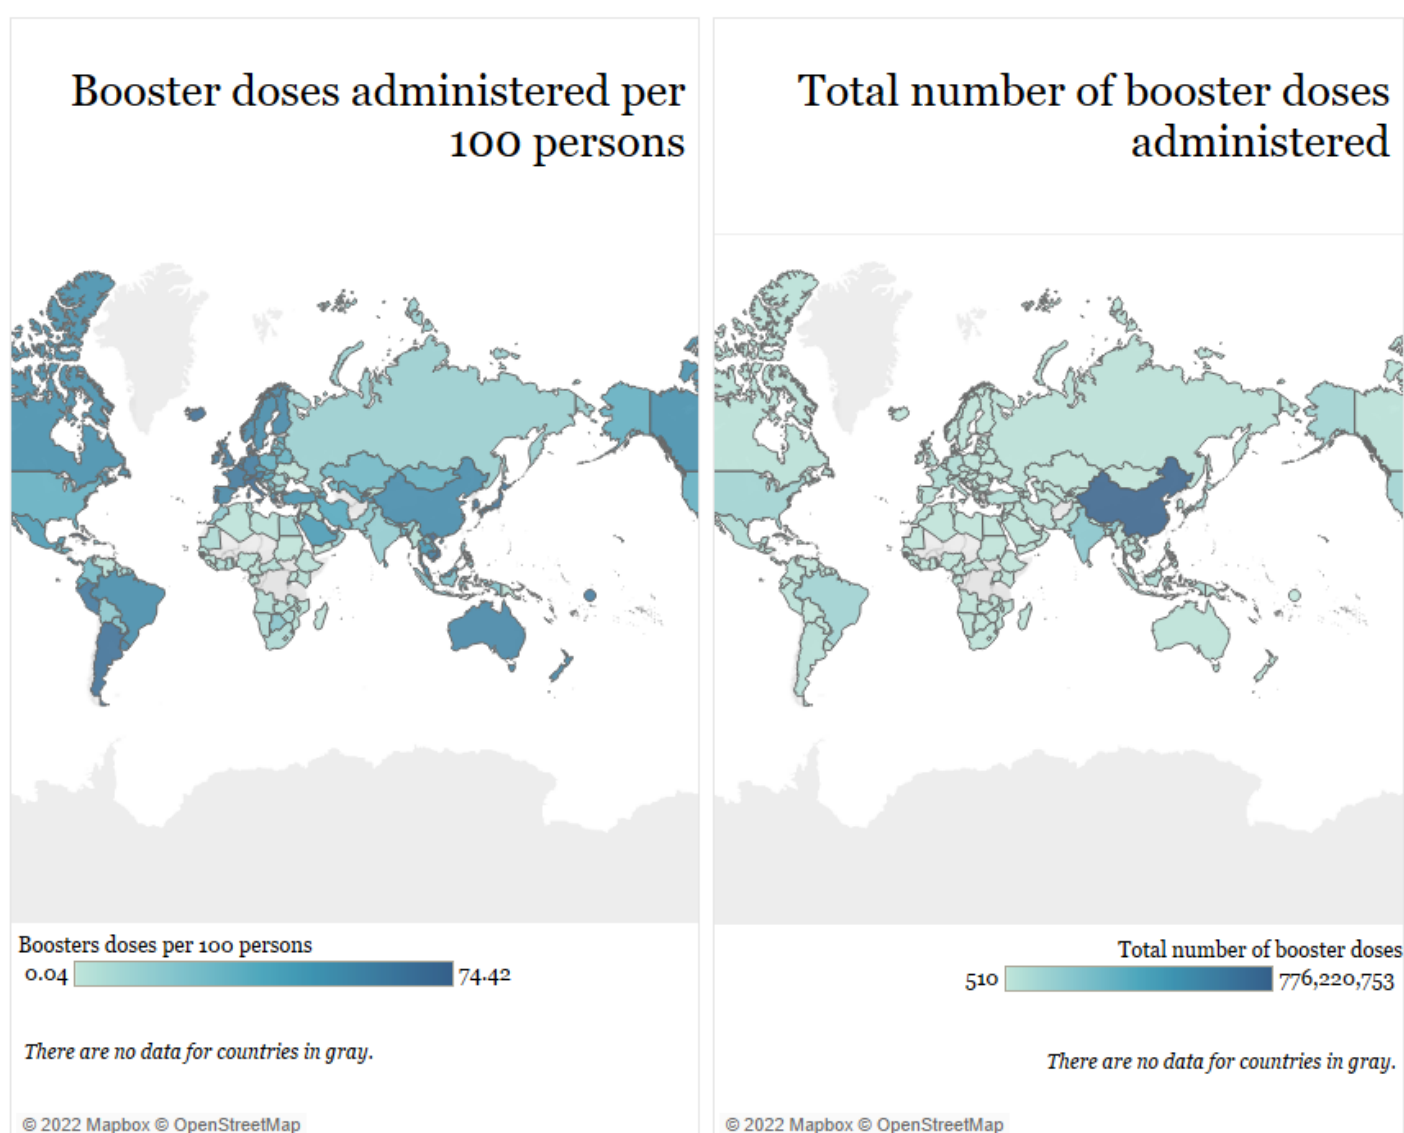 Booster doses administered per
100 persons
Boosters doses per 100 persons
0.04 74.42
There are no data for countries in gray.
© 2022 Mapbox © OpenStreetMap
Total number of booster doses
administered
Total number of booster doses
510 776,220,753
There are no data for countries in gray.
© 2022 Mapbox © OpenStreetMap